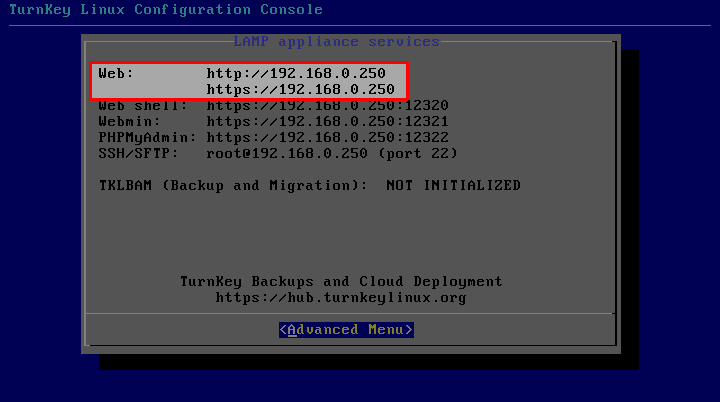 TurnKey Linux Configuration Console
LAMP appliance services
Web: http://192.168.0.250
https://192.168.0.250
Web shell: https://192.168.0.250:12320
Webmin: https://192.168.0.250:12321
PHPMyAdmin: https://192.168.0.250:12322
SSH/SFTP: root@192.168.0.250 (port 22)
TKLBAM (Backup and Migration): NOT INITIALIZED
TurnKey Backups and Cloud Deployment
https://hub.turnkeylinux.org
<Advanced Menu>